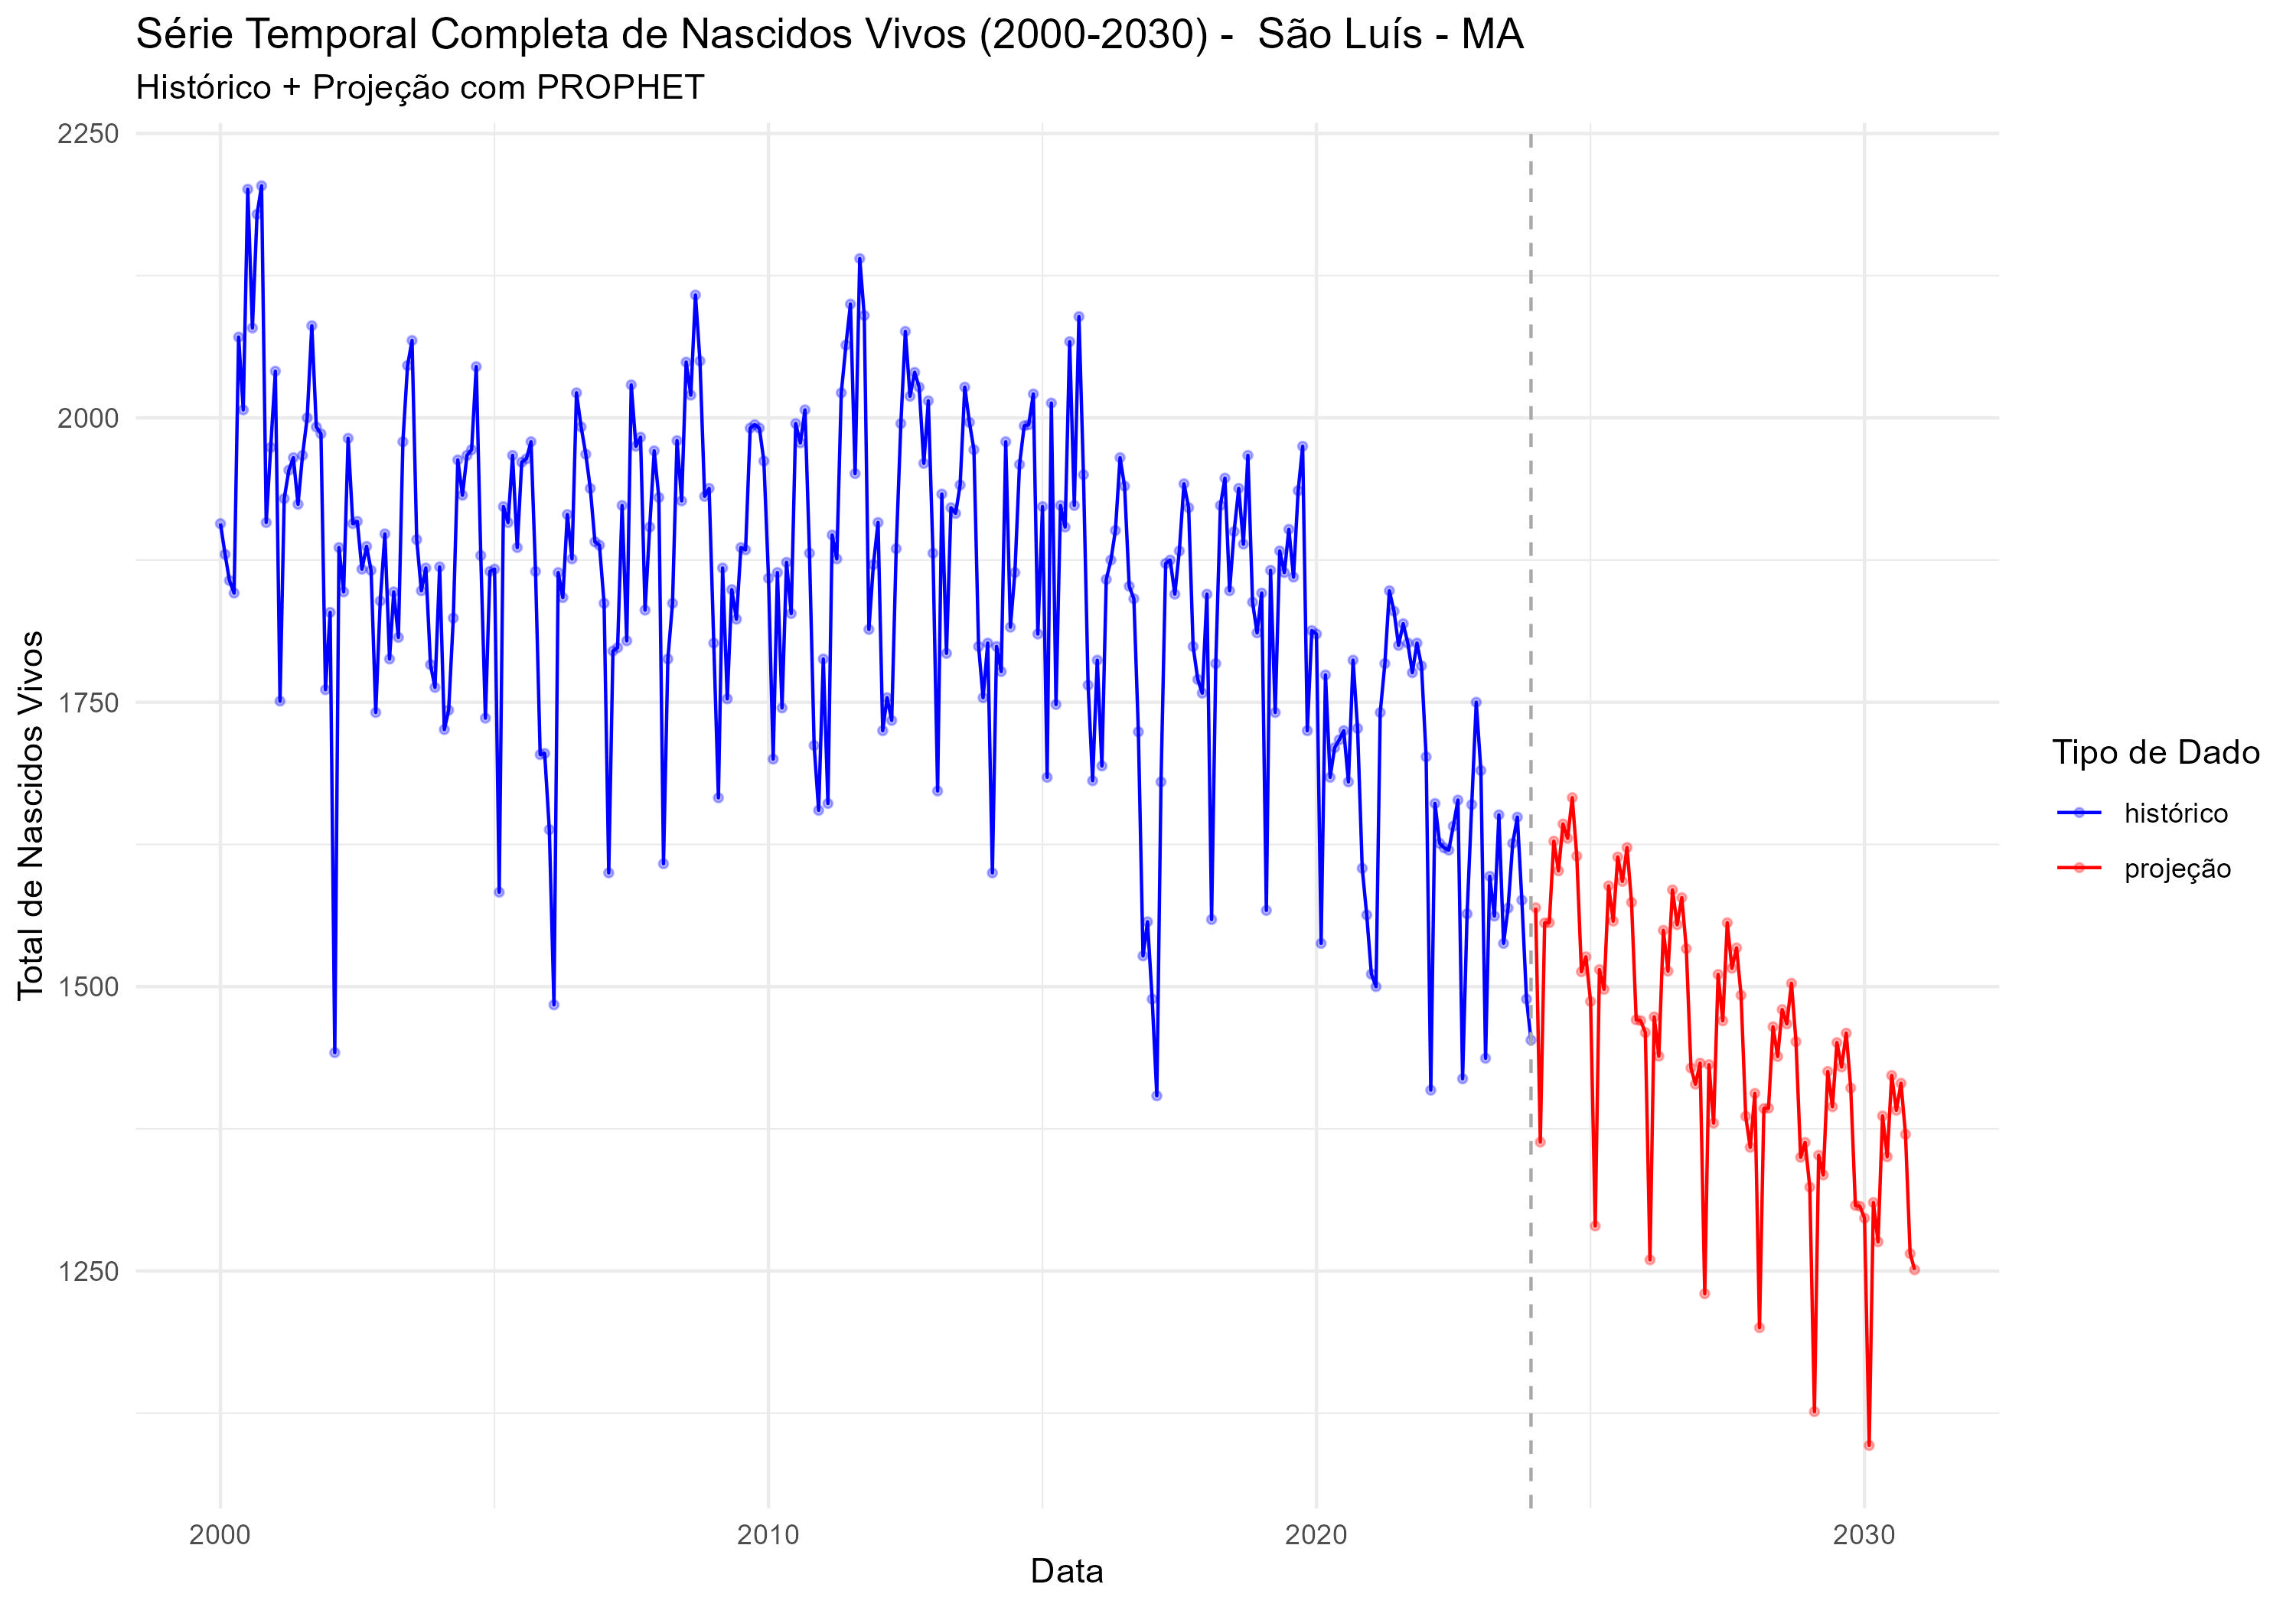 Série Temporal Completa de Nascidos Vivos (2000-2030) -  São Luís - MA
Histórico + Projeção com PROPHET
Total de Nascidos Vivos
2250
2000
1750
1500
1250
2000
2010
2020
2030
Data
Tipo de Dado
histórico
projeção